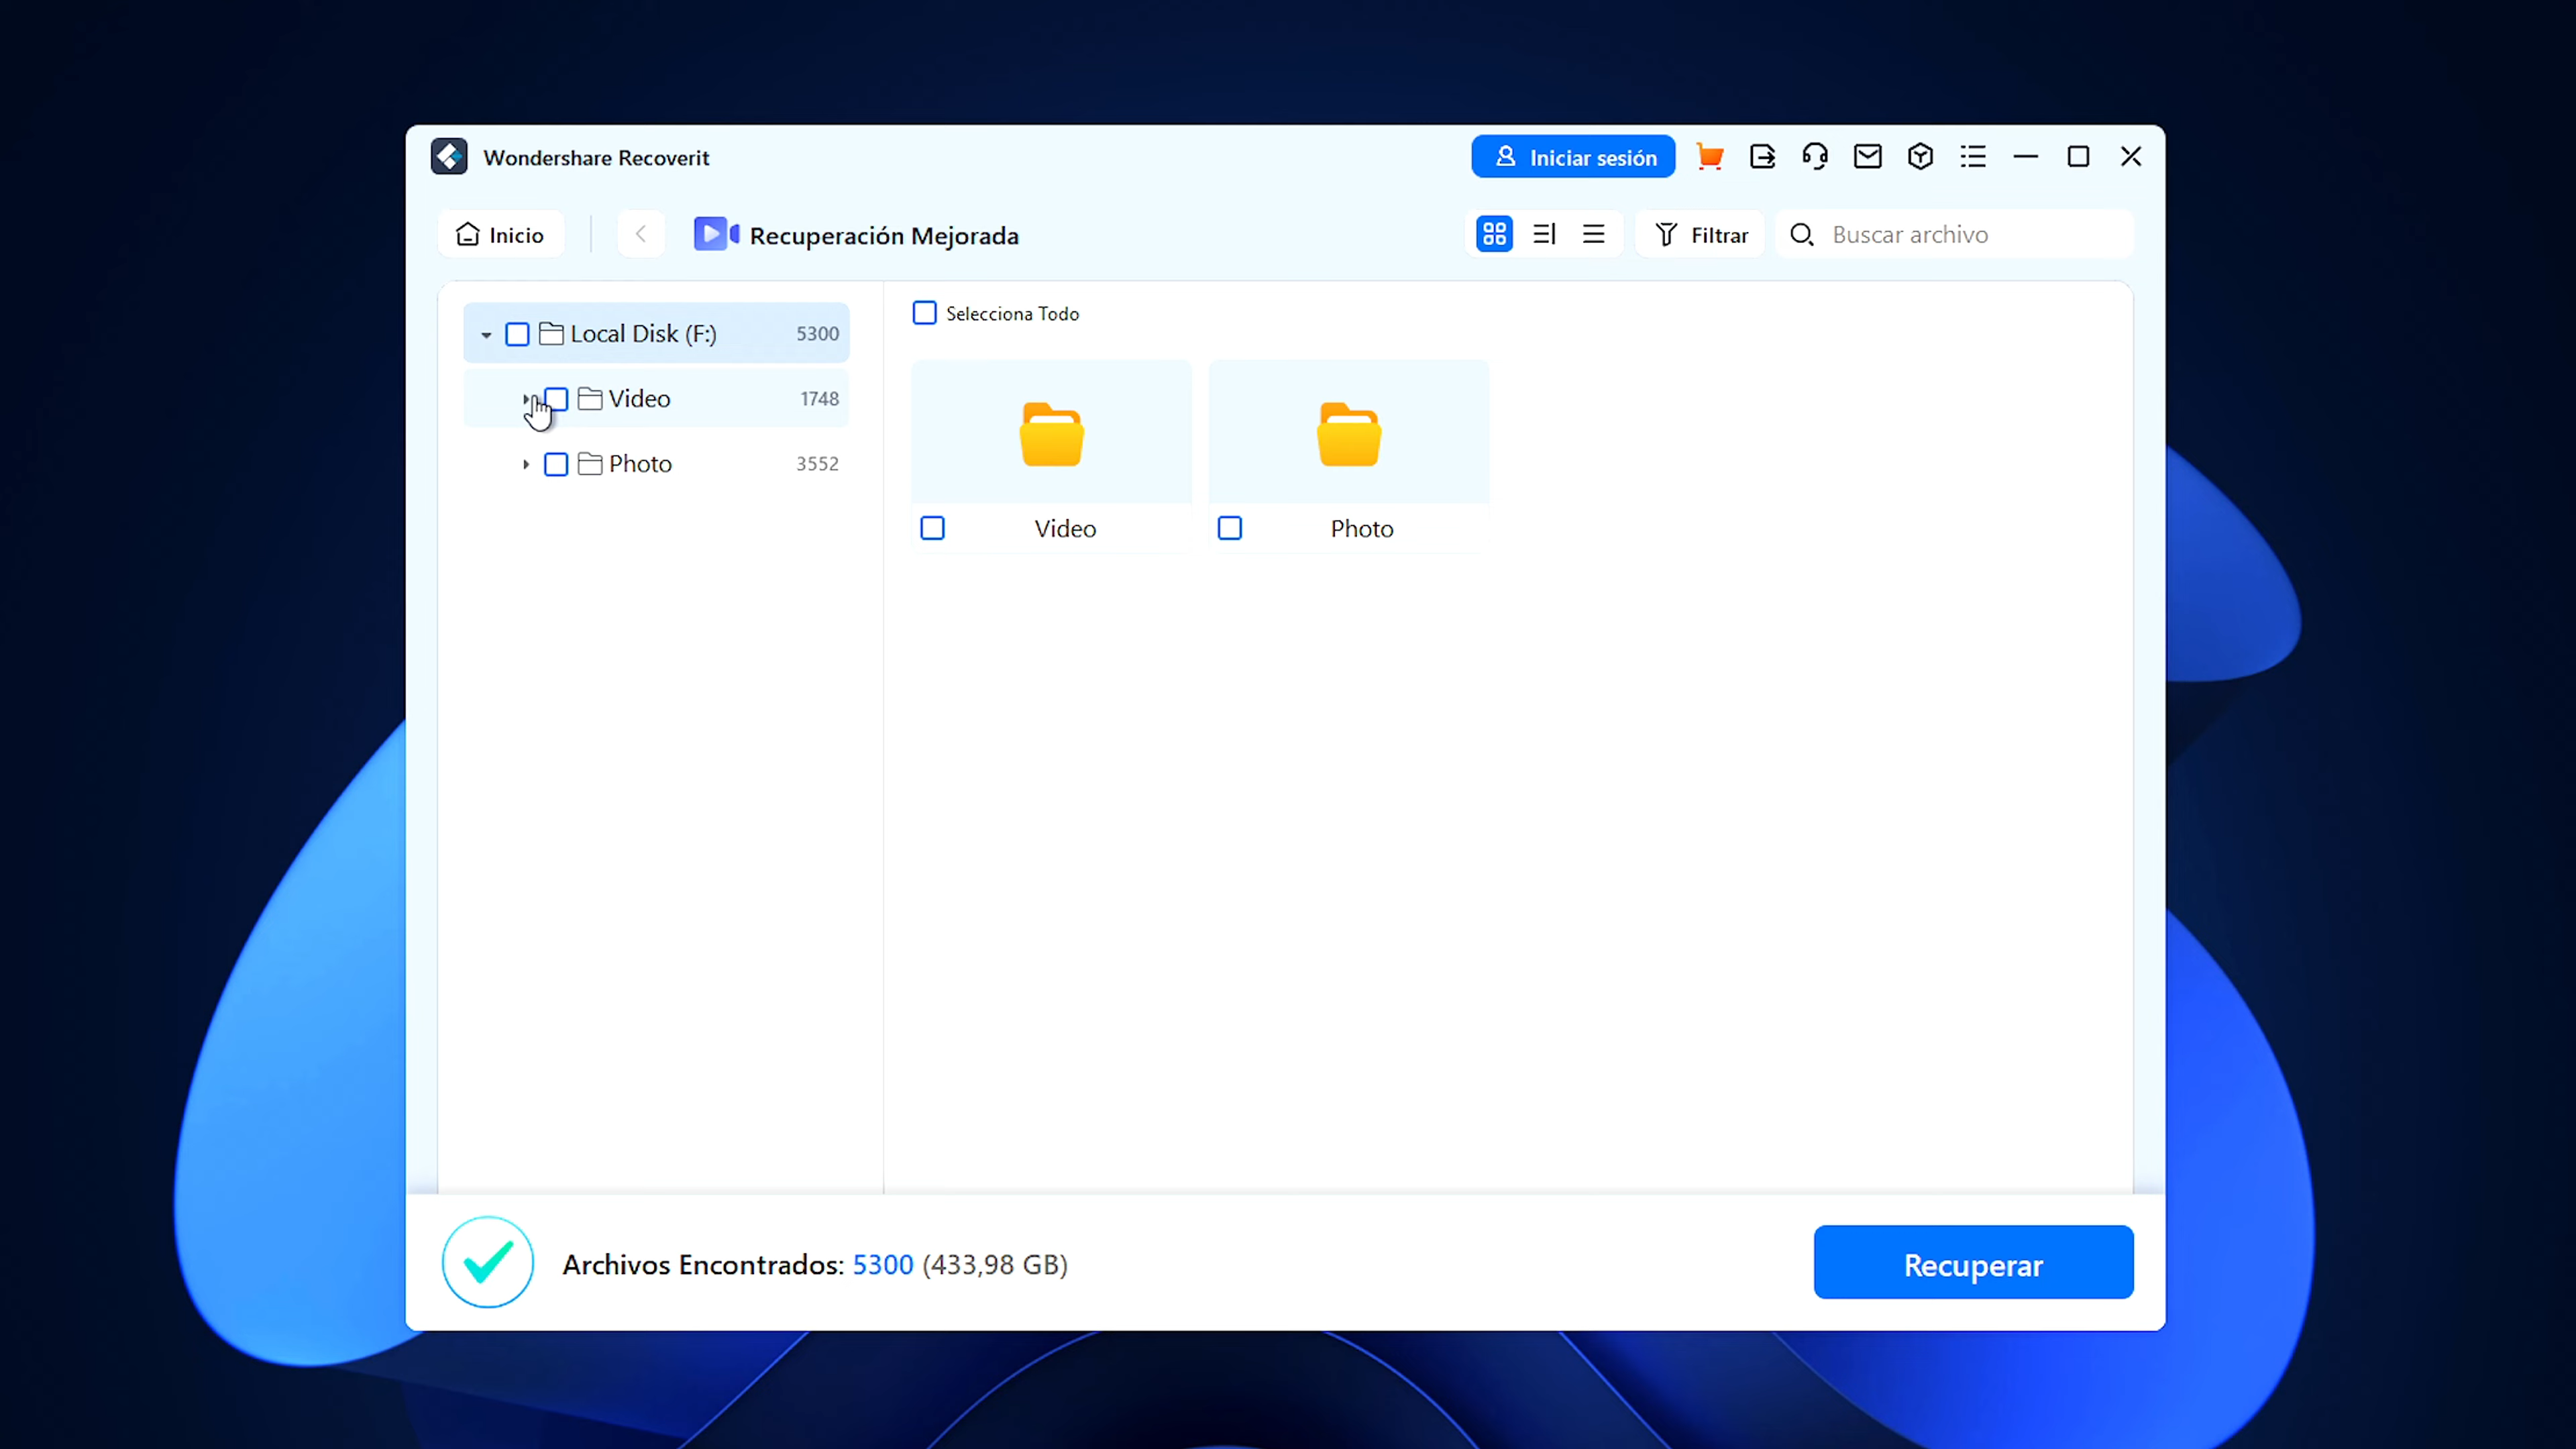 Wondershare Recoverit
Iniciar sesión
Inicio
Recuperación Mejorada
Filtrar
Buscar archivo
Local Disk (F:) 5300
Video 1748
Photo 3552
Selecciona Todo
Video
Photo
Archivos Encontrados: 5300 (433,98 GB)
Recuperar